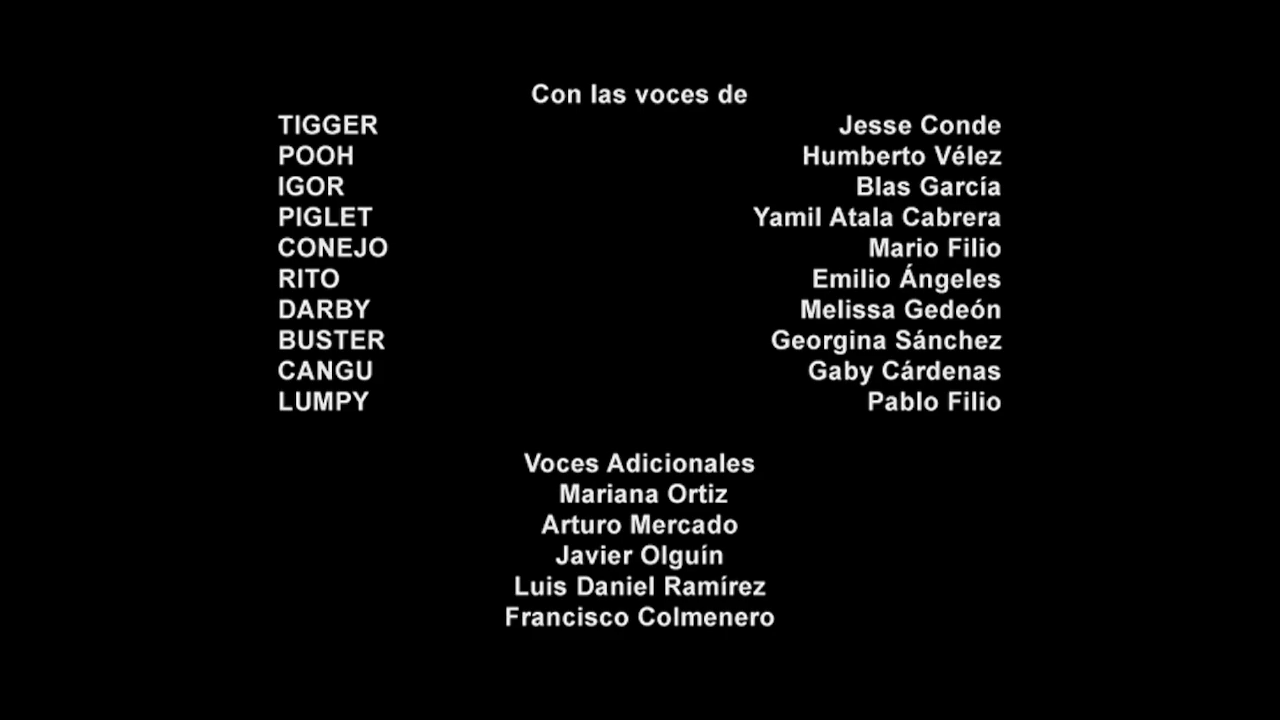 Con las voces de
TIGGER Jesse Conde
POOH Humberto Vélez
IGOR Blas García
PIGLET Yamil Atala Cabrera
CONEJO Mario Filio
RITO Emilio Ángeles
DARBY Melissa Gedeón
BUSTER Georgina Sánchez
CANGU Gaby Cárdenas
LUMPY Pablo Filio
Voces Adicionales
Mariana Ortiz
Arturo Mercado
Javier Olguín
Luis Daniel Ramírez
Francisco Colmenero